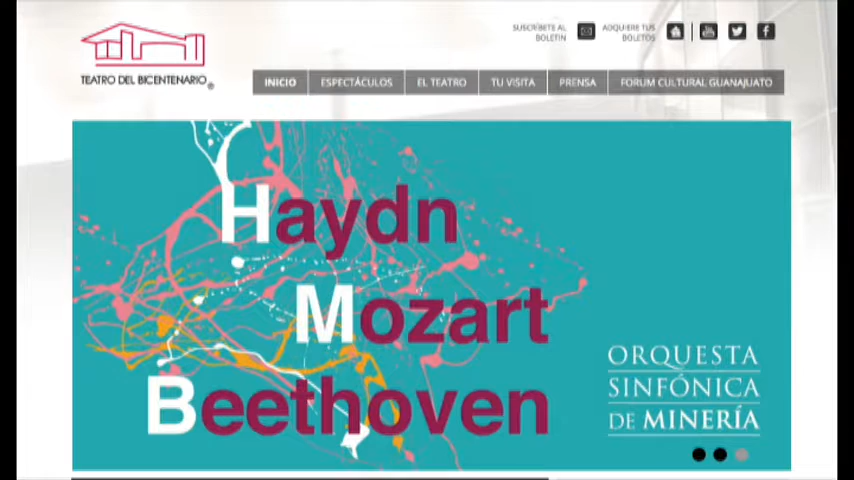 SUSCRÍBETE AL
BOLETIN
ADQUIERE TUS
BOLETOS
TEATRO DEL BICENTENARIO
INICIO ESPECTÁCULOS EL TEATRO TU VISITA PRENSA FORUM CULTURAL GUANAJUATO
Haydn
Mozart
Beethoven
ORQUESTA
SINFÓNICA
DE MINERÍA